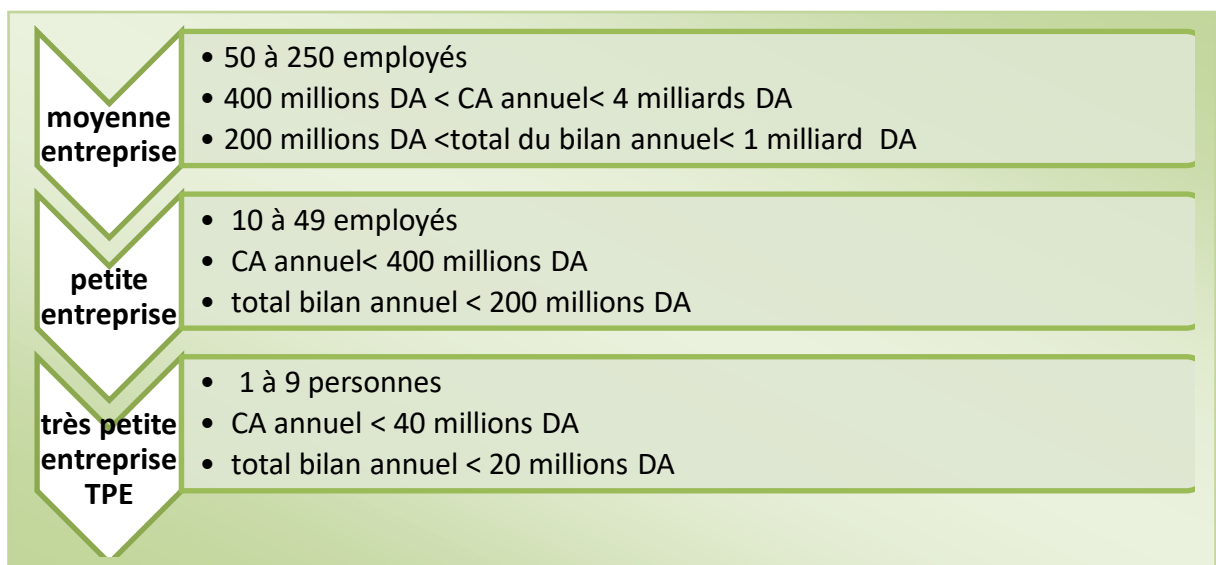 moyenne
entreprise
• 50 à 250 employés
• 400 millions DA < CA annuel< 4 milliards DA
• 200 millions DA <total du bilan annuel< 1 milliard DA
petite
entreprise
• 10 à 49 employés
• CA annuel< 400 millions DA
• total bilan annuel < 200 millions DA
très petite
entreprise
TPE
• 1 à 9 personnes
• CA annuel < 40 millions DA
• total bilan annuel < 20 millions DA